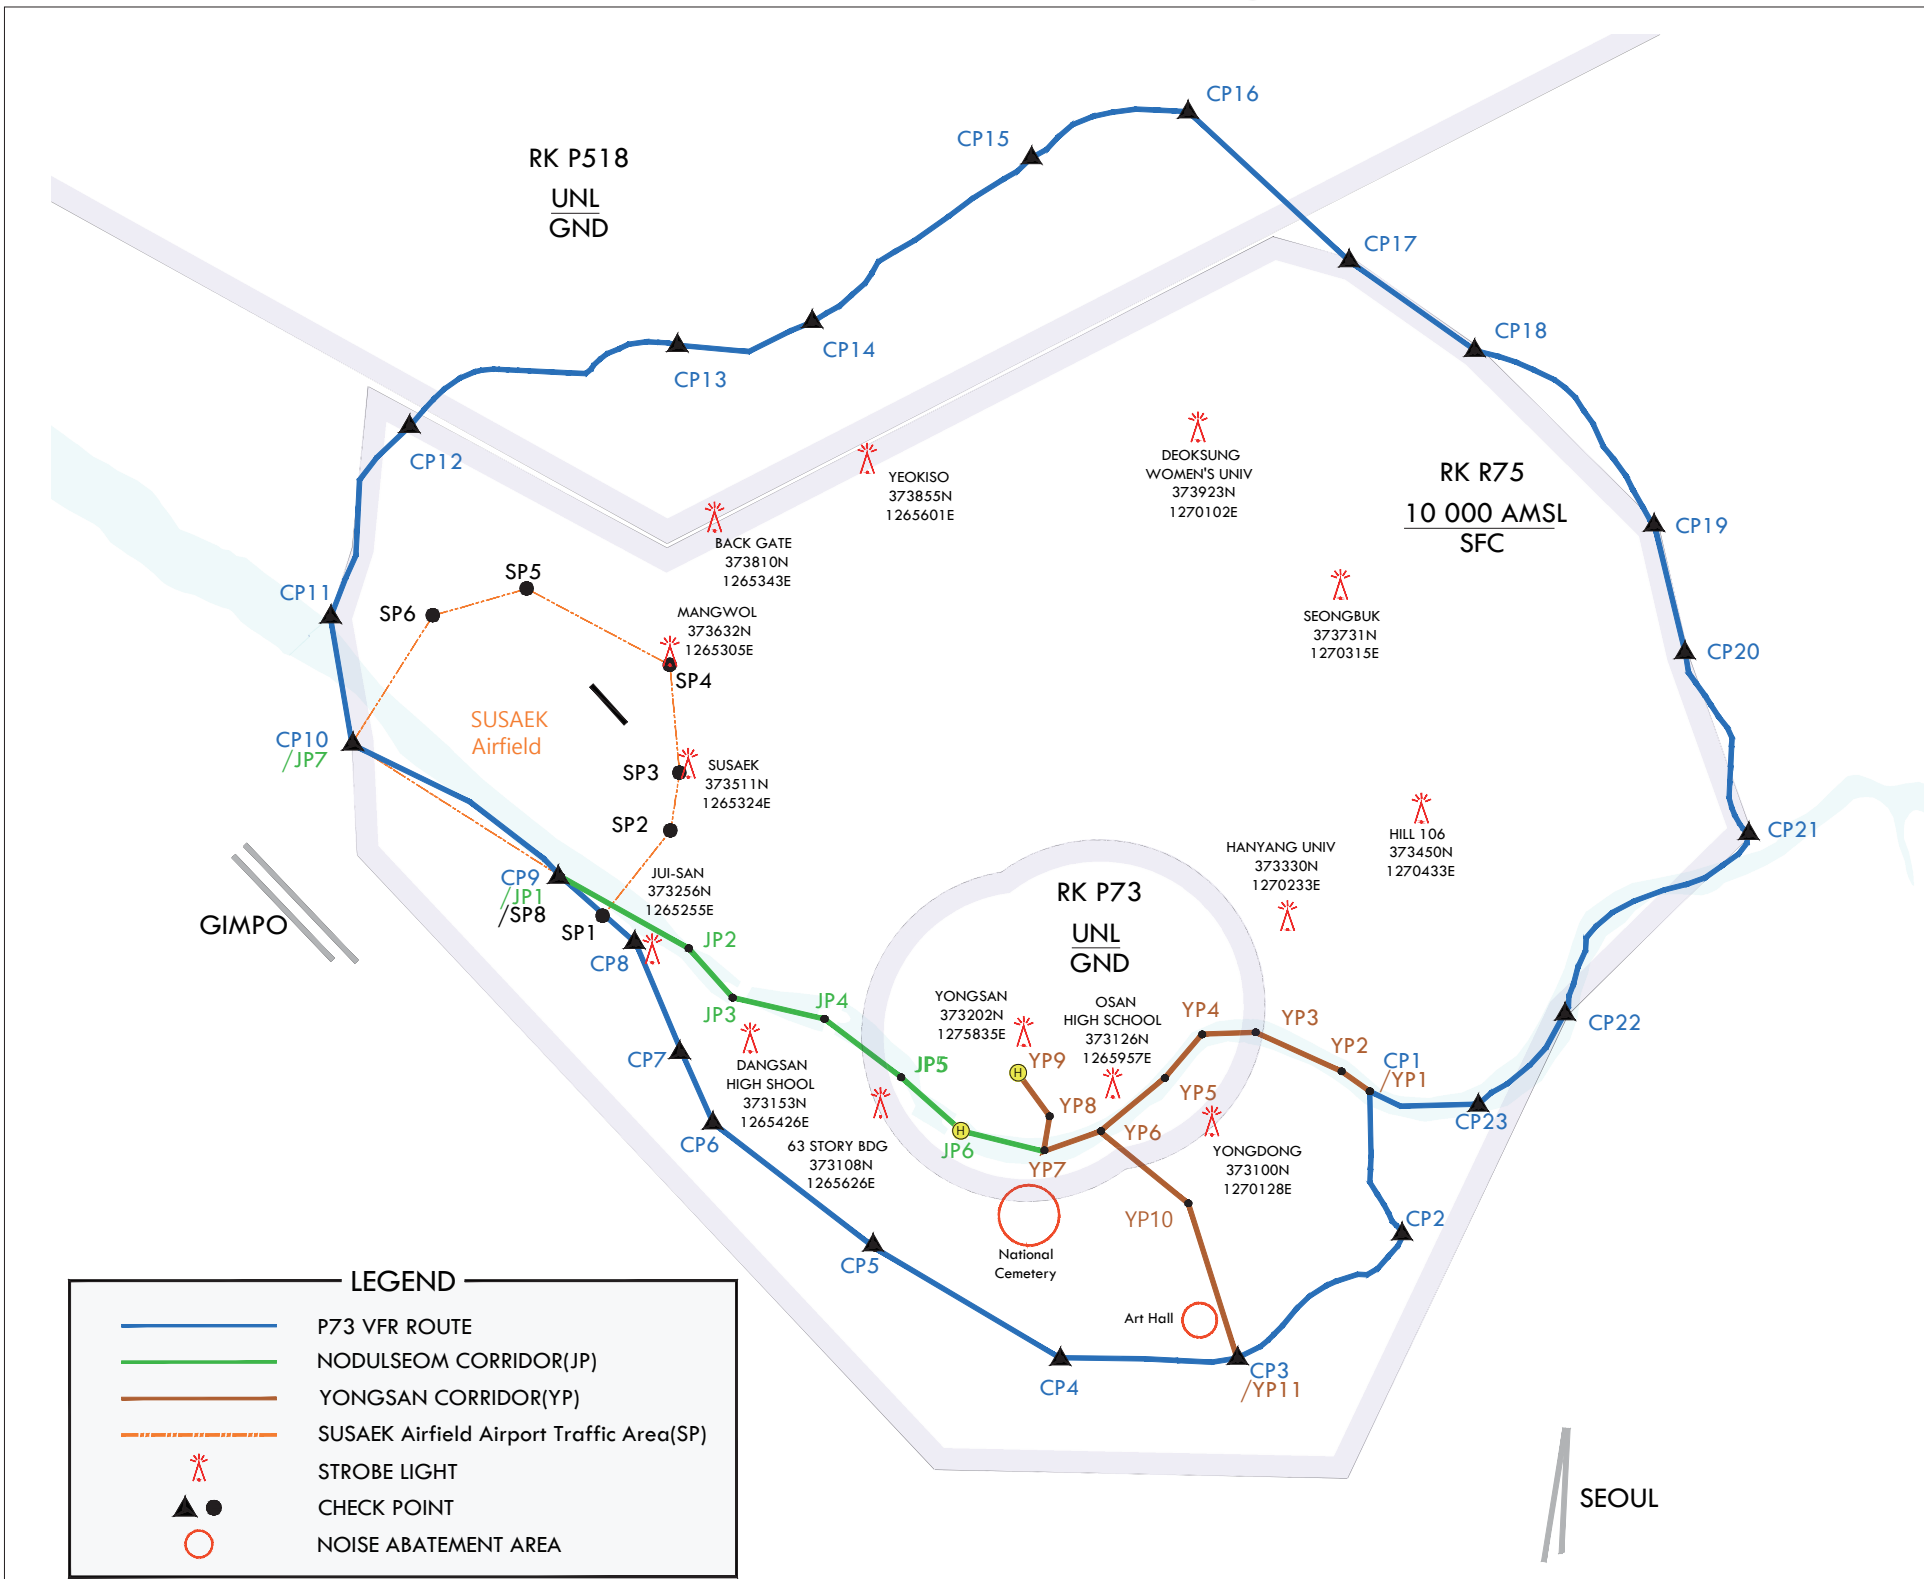 CP16
CP15
RK P518
UNL
GND
CP17
CP18
CP14
CP13
CP12
DEOKSUNG
WOMEN'S UNIV
373923N
1270102E
RK R75
10 000 AMSL
SFC
YEOKISO
373855N
1265601E
CP19
BACK GATE
373810N
1265343E
SP5
CP11
SP6
MANGWOL
373632N
1265305E
SP4
SEONGBUK
373731N
1270315E
CP20
SUSAEK
Airfield
CP10
/JP7
SP3
SUSAEK
373511N
1265324E
SP2
HILL 106
373450N
1270433E
CP21
HANYANG UNIV
373330N
1270233E
CP9
/JP1
/SP8
JUI-SAN
373256N
1265255E
RK P73
UNL
GND
GIMPO
SP1
JP2
CP8
JP3
JP4
YONGSAN
373202N
1275835E
OSAN
HIGH SCHOOL
373126N
1265957E
YP4
YP3
CP22
CP7
DANGSAN
HIGH SHOOL
373153N
1265426E
JP5
YP9
YP2
CP1
/YP1
YP5
YP8
CP23
CP6
63 STORY BDG
373108N
1265626E
JP6
YP7
YP6
YONGDONG
373100N
1270128E
YP10
CP2
National
Cemetery
CP5
Art Hall
CP4
CP3
/YP11
LEGEND
P73 VFR ROUTE
NODULSEOM CORRIDOR(JP)
YONGSAN CORRIDOR(YP)
SUSAEK Airfield Airport Traffic Area(SP)
STROBE LIGHT
CHECK POINT
NOISE ABATEMENT AREA
SEOUL
H
H